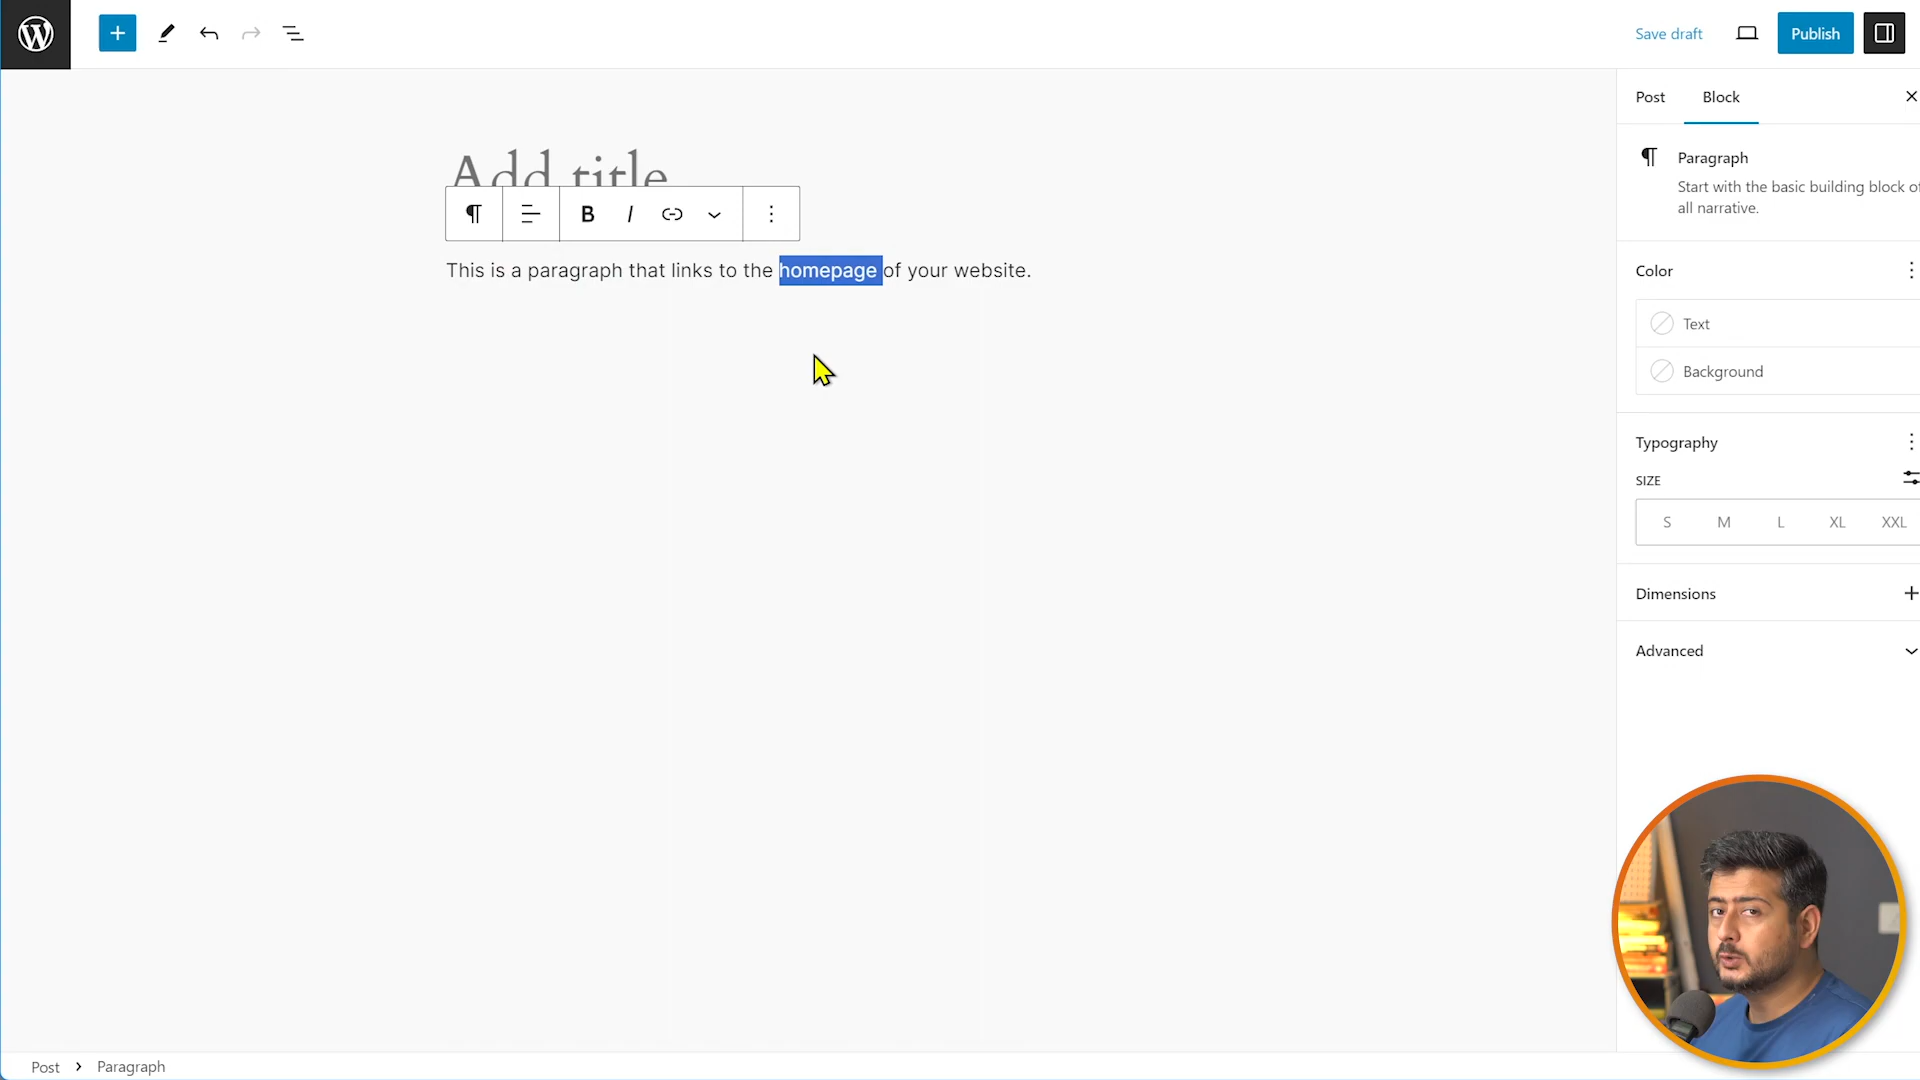 Save draft
Publish
Post
Block
Add title
B I
This is a paragraph that links to the homepage of your website.
Paragraph
Start with the basic building block of
all narrative.
Color
Text
Background
Typography
SIZE
S M L XL XXL
Dimensions
Advanced
Post
Paragraph